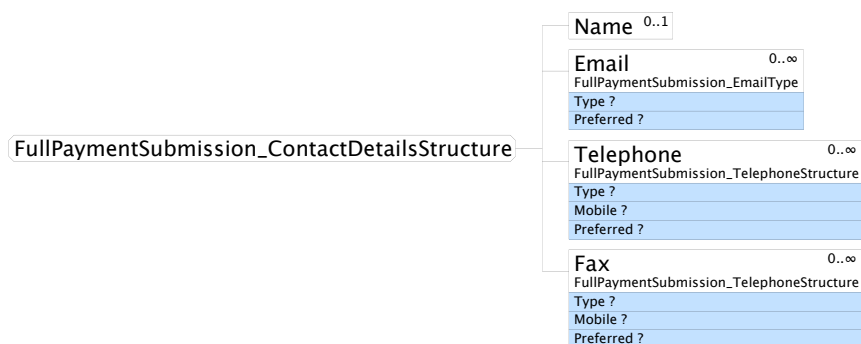 Name 0..1
Email 0..∞
FullPaymentSubmission_EmailType
Type ?
Preferred ?
FullPaymentSubmission_ContactDetailsStructure
Telephone 0..∞
FullPaymentSubmission_TelephoneStructure
Type ?
Mobile ?
Preferred ?
Fax 0..∞
FullPaymentSubmission_TelephoneStructure
Type ?
Mobile ?
Preferred ?